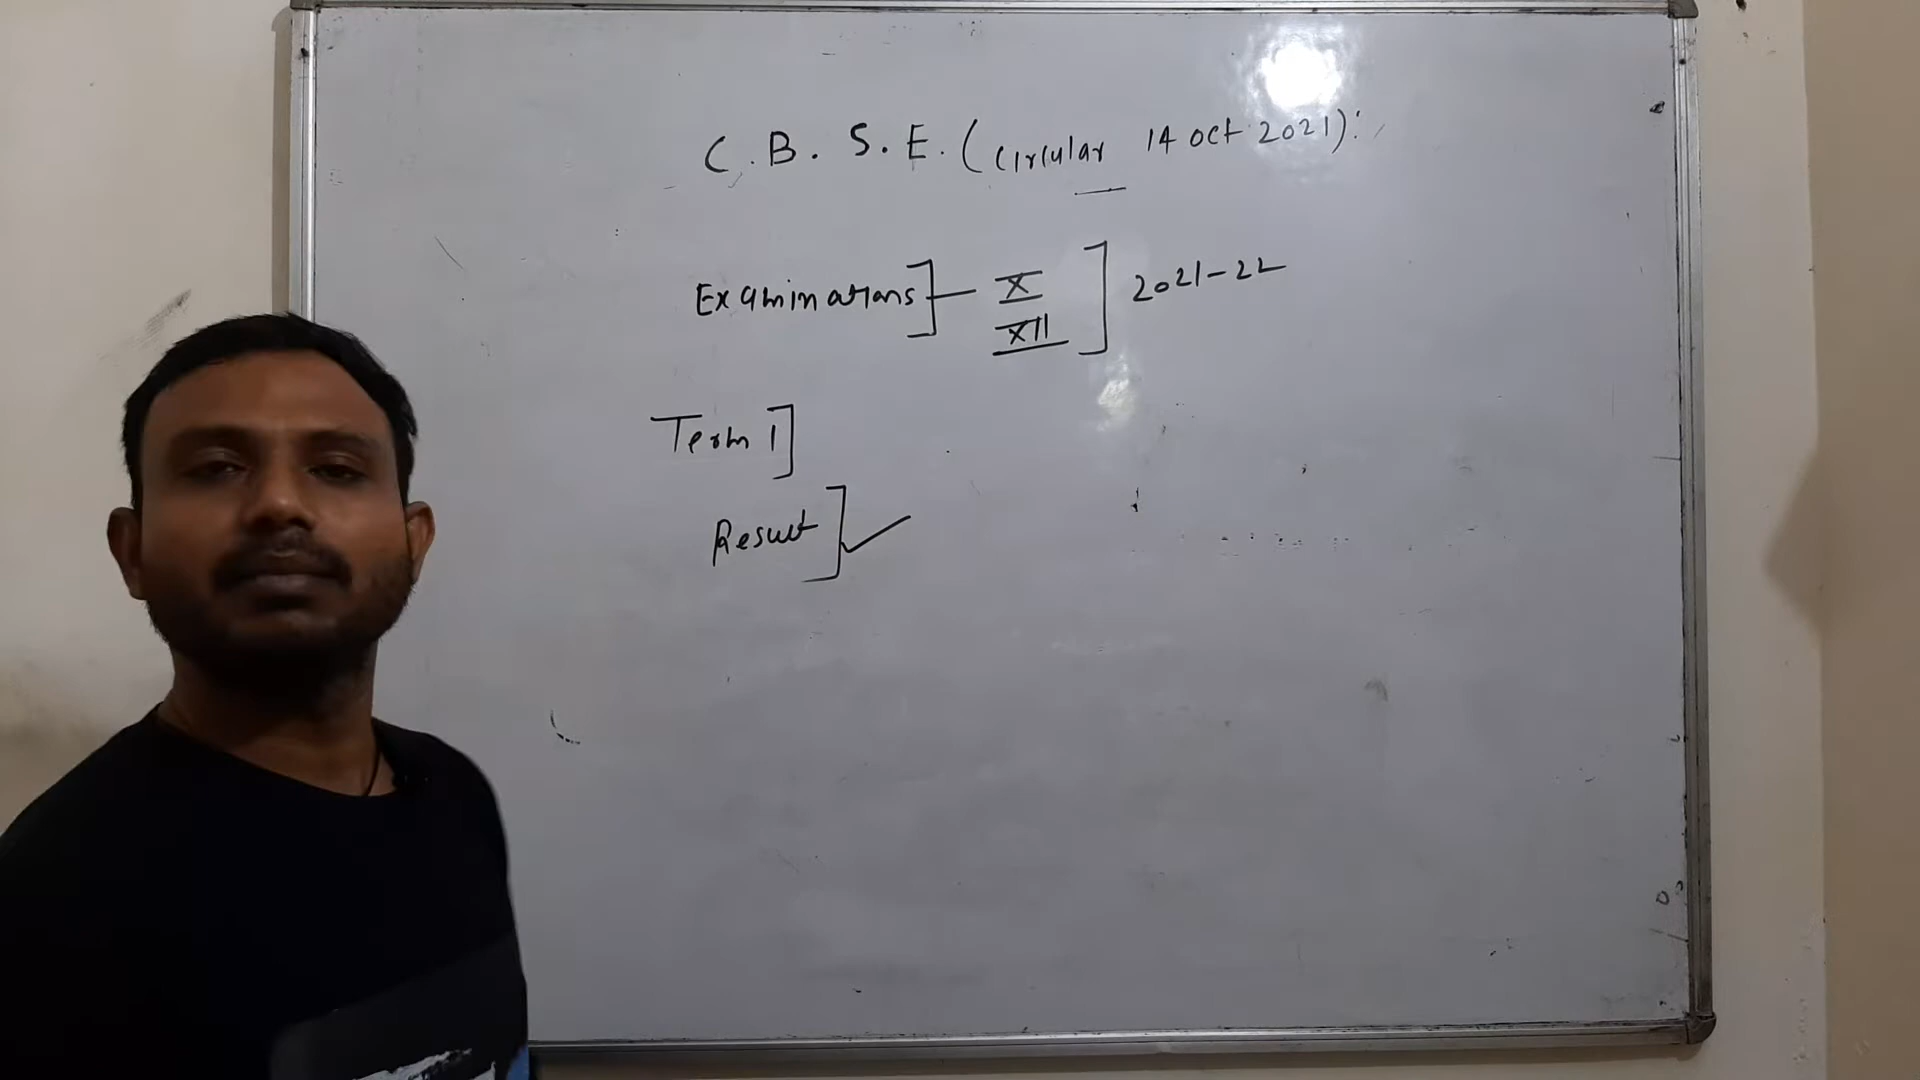 C. B. S. E. (Circular 14 Oct 2021):
Examinations] X ] 2021-22
XII
Term 1]
Result] ✓